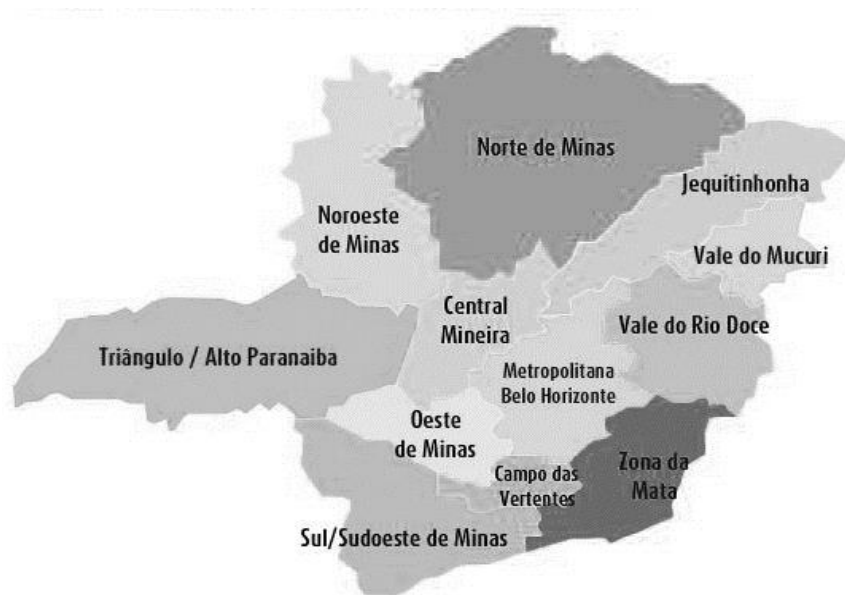 Norte de Minas
Jequitinhonha
Noroeste
de Minas
Vale do Mucuri
Central
Mineira
Vale do Rio Doce
Triângulo / Alto Paranaiba
Metropolitana
Belo Horizonte
Oeste
de Minas
Zona da
Mata
Campo das
Vertentes
Sul/Sudoeste de Minas